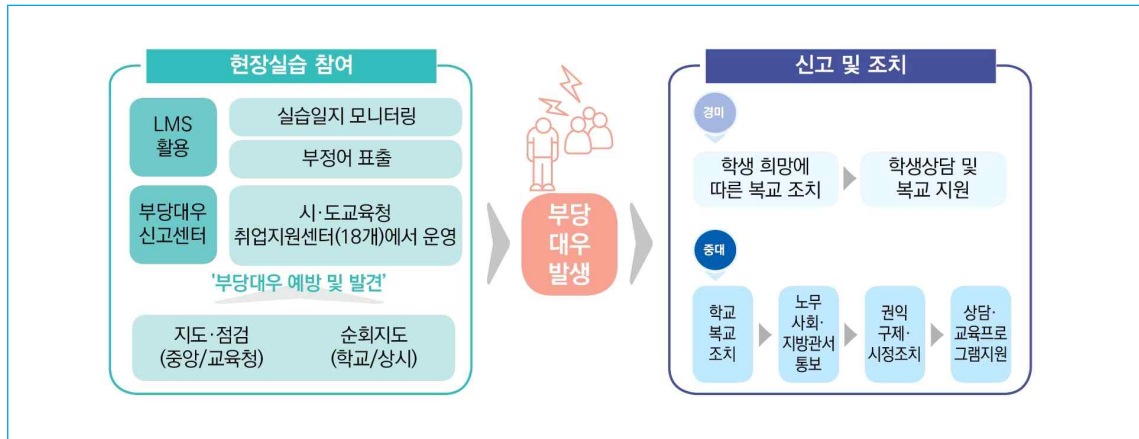 현장실습 참여
LMS
활용
실습일지 모니터링
부정어 표출
부당대우
신고센터
시·도교육청
취업지원센터(18개)에서 운영
'부당대우 예방 및 발견'
지도·점검
(중앙/교육청)
순회지도
(학교/상시)
부당
대우
발생
신고 및 조치
경미
학생 희망에
따른 복교 조치
학생상담 및
복교 지원
중대
학교
복교
조치
노무
사회·
지방관서
통보
권익
구제·
시정조치
상담·
교육프로
그램지원